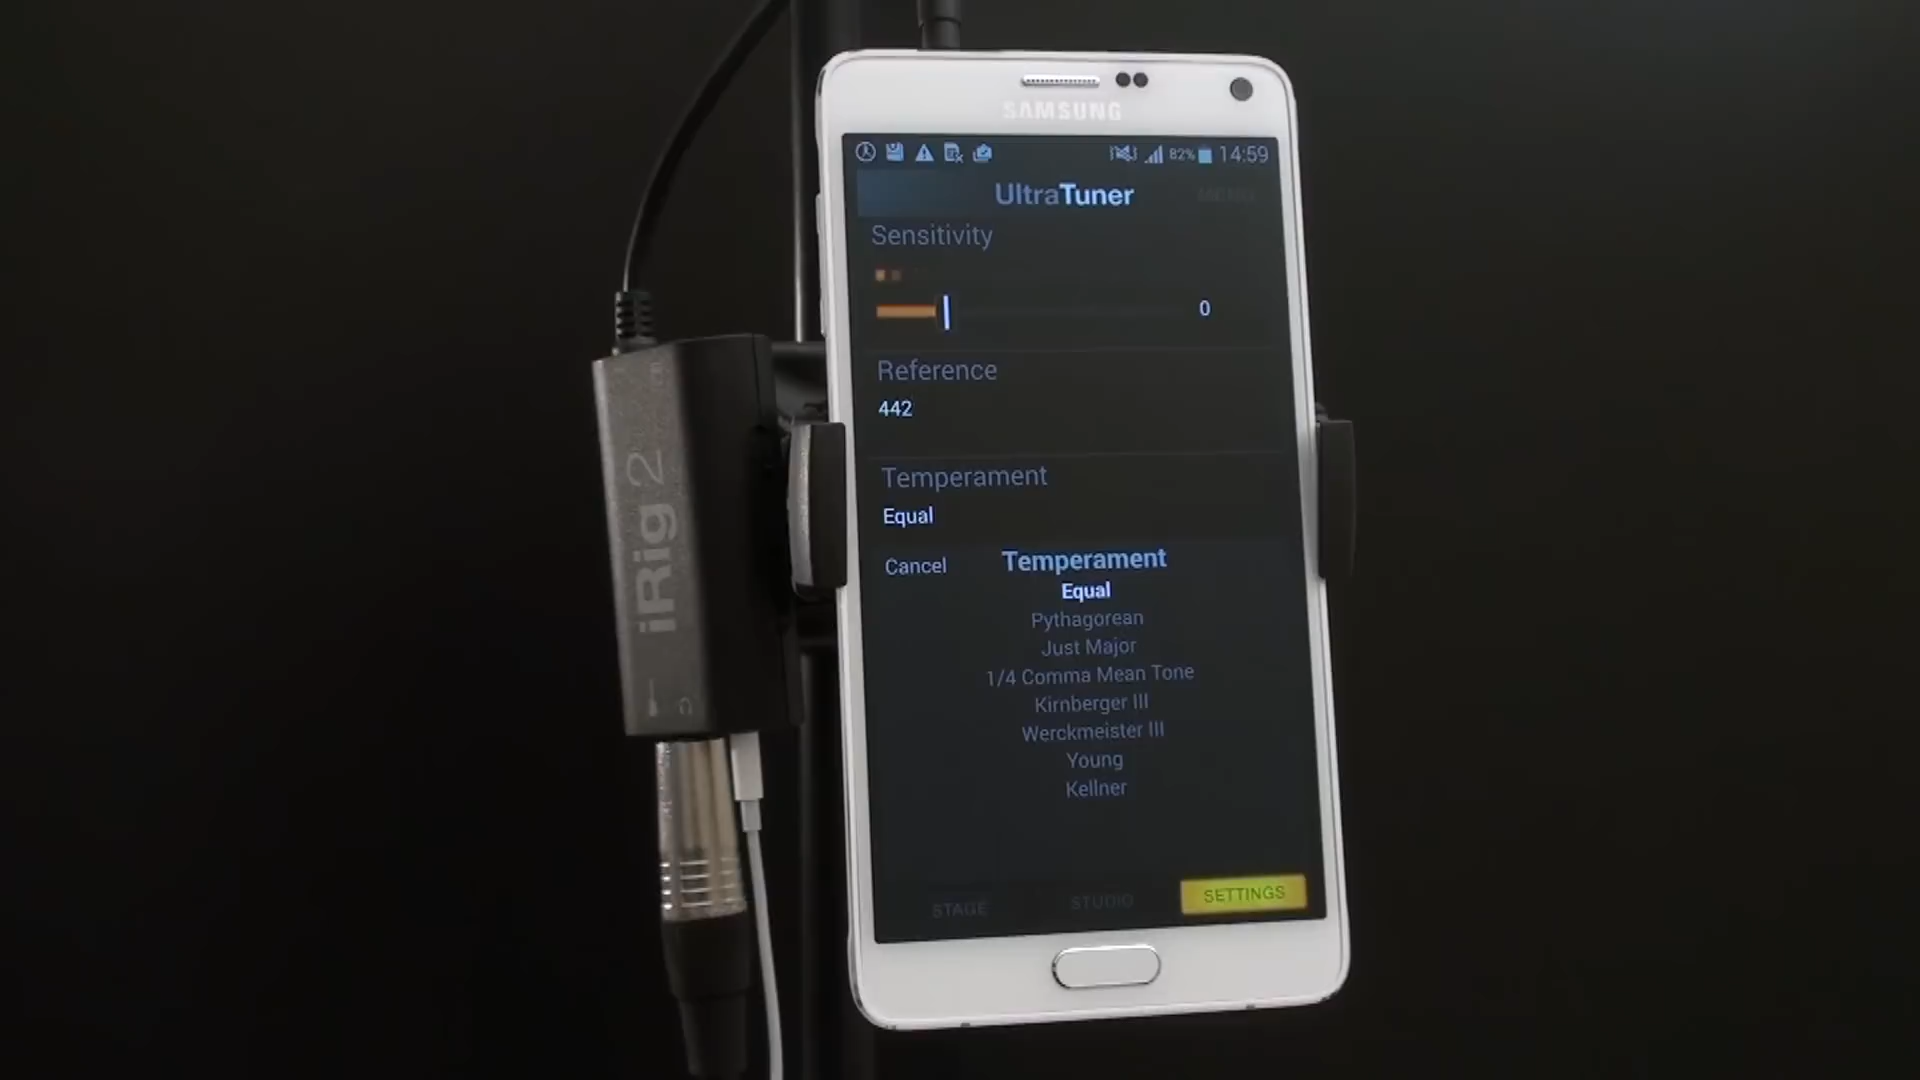 SAMSUNG
82% 14:59
UltraTuner
MENU
Sensitivity
0
Reference
442
Temperament
Equal
Cancel
Temperament
Equal
Pythagorean
Just Major
1/4 Comma Mean Tone
Kirnberger III
Werckmeister III
Young
Kellner
STAGE
STUDIO
SETTINGS
iRig 2